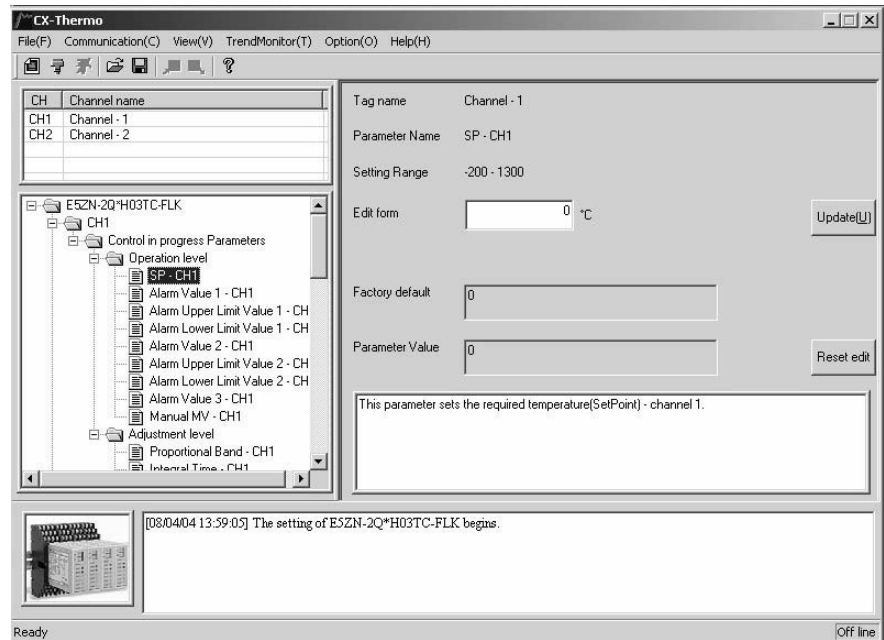 CX-Thermo
File(F) Communication(C) View(V) TrendMonitor(T) Option(O) Help(H)
CH Channel name
CH1 Channel - 1
CH2 Channel - 2
E5ZN-2Q*H03TC-FLK
CH1
Control in progress Parameters
Operation level
SP - CH1
Alarm Value 1 - CH1
Alarm Upper Limit Value 1 - CH
Alarm Lower Limit Value 1 - CH
Alarm Value 2 - CH1
Alarm Upper Limit Value 2 - CH
Alarm Lower Limit Value 2 - CH
Alarm Value 3 - CH1
Manual MV - CH1
Adjustment level
Proportional Band - CH1
Integral Time - CH1
Tag name Channel - 1
Parameter Name SP - CH1
Setting Range -200 - 1300
Edit form 0 °C
Update(U)
Factory default 0
Parameter Value 0
Reset edit
This parameter sets the required temperature(SetPoint) - channel 1.
[08/04/04 13:59:05] The setting of E5ZN-2Q*H03TC-FLK begins.
Ready Off line